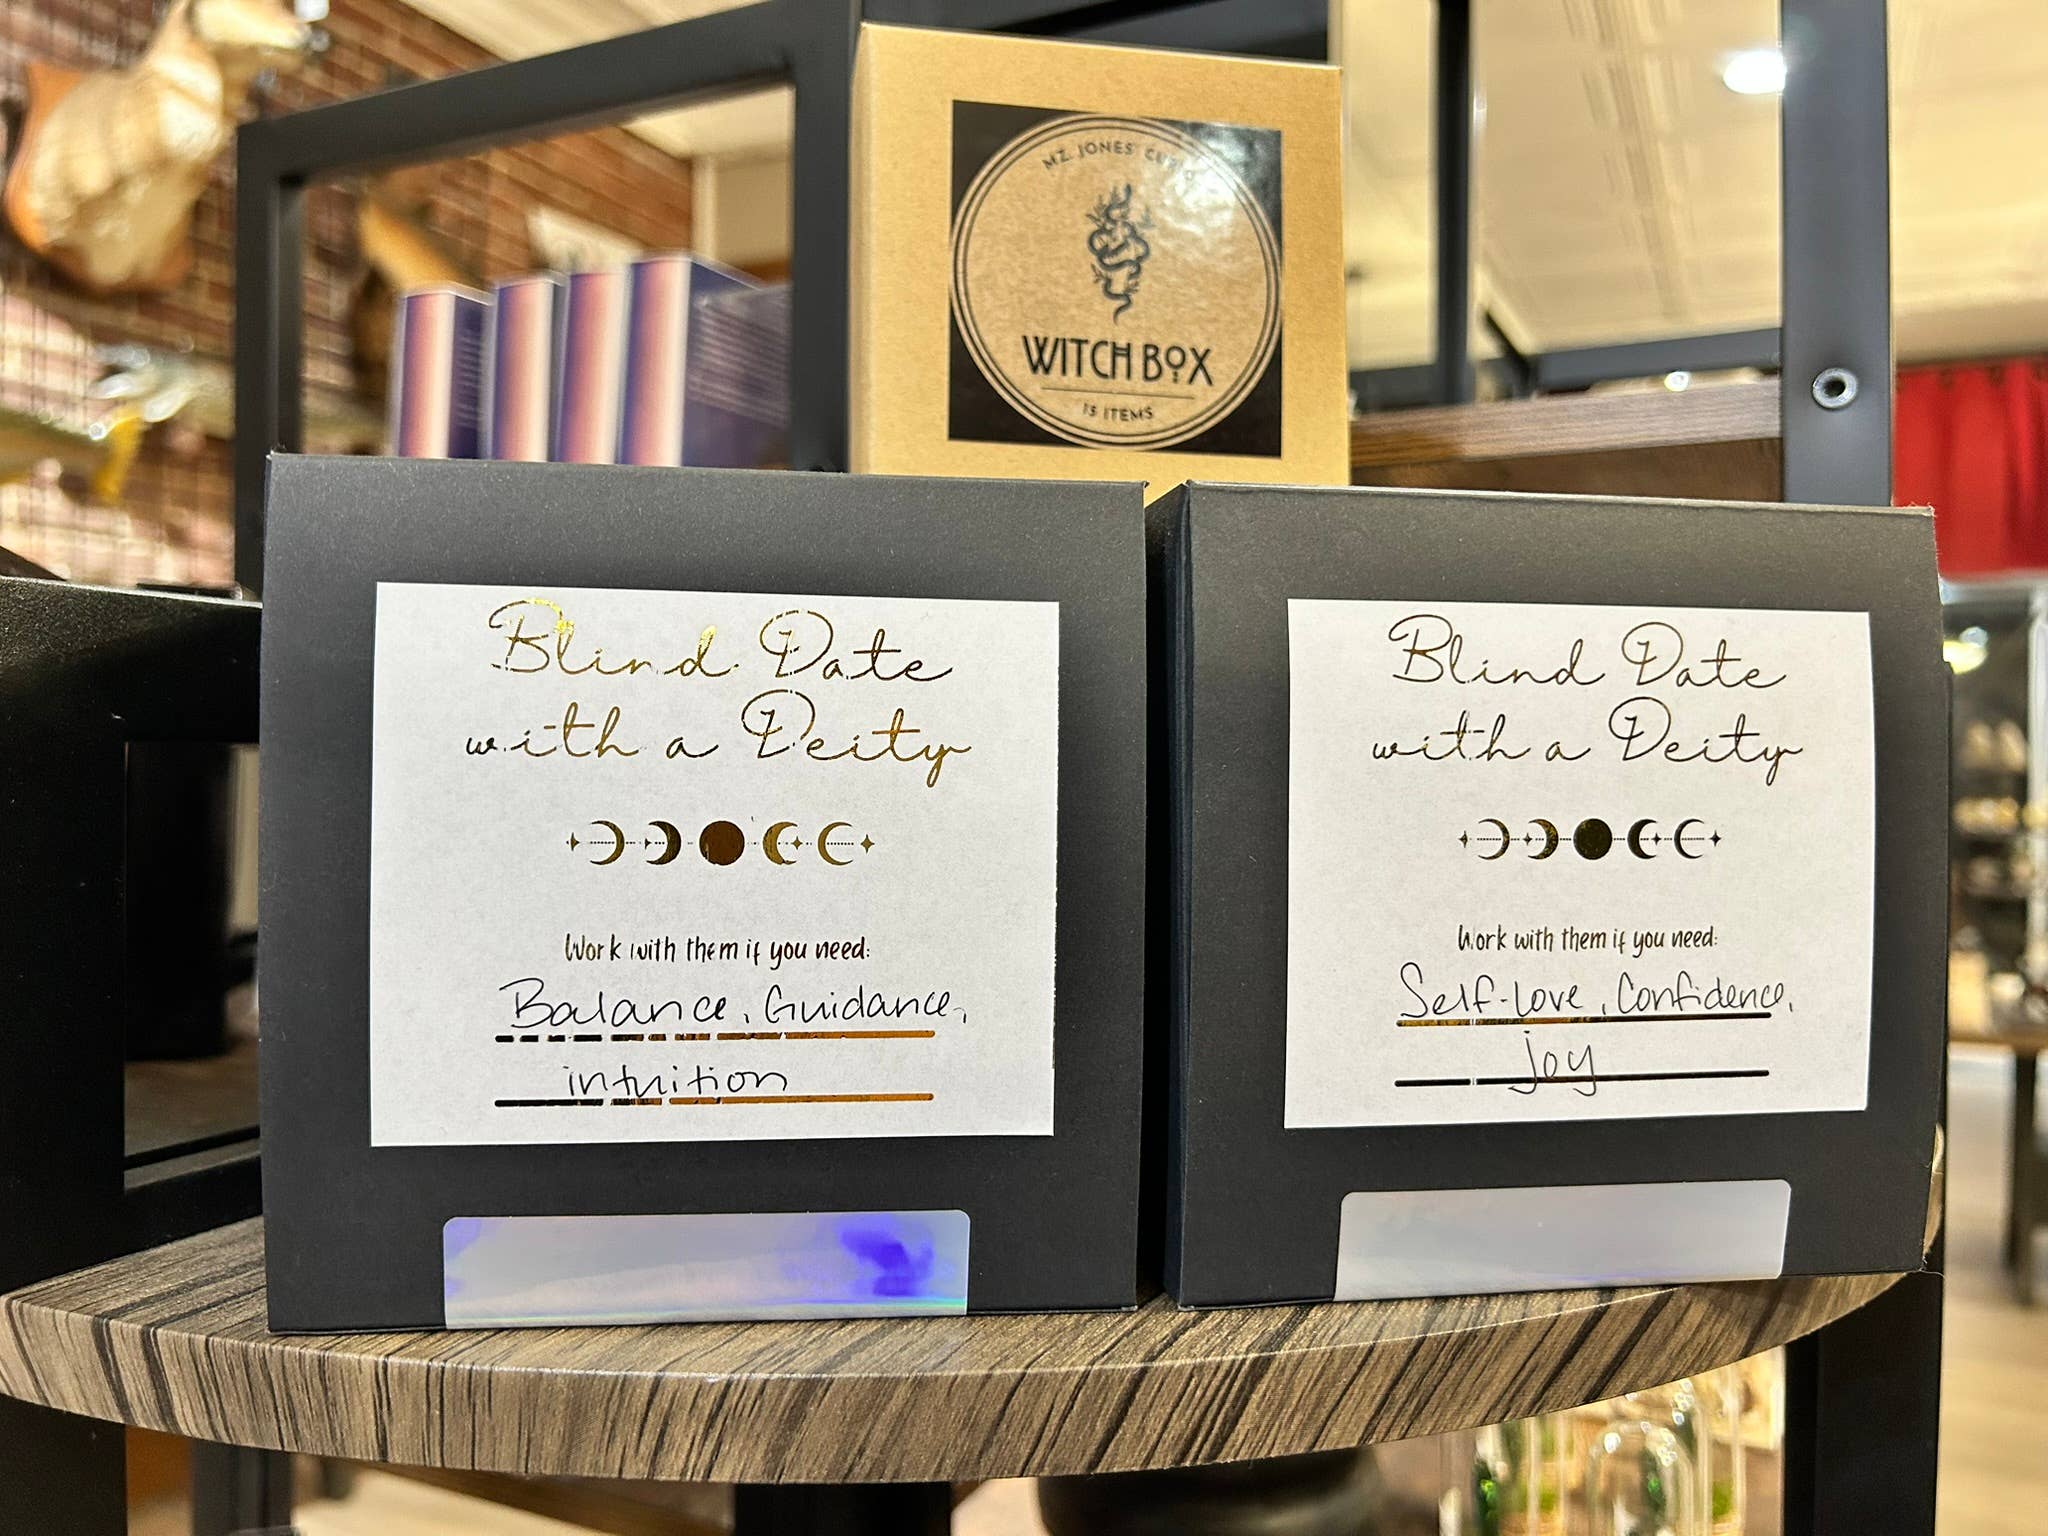 MZ. JONES'
WITCH BOX
13 ITEMS
Blind Date
with a Deity
Work with them if you need:
Balance, Guidance,
intuition
Blind Date
with a Deity
Work with them if you need:
Self-Love, Confidence,
joy